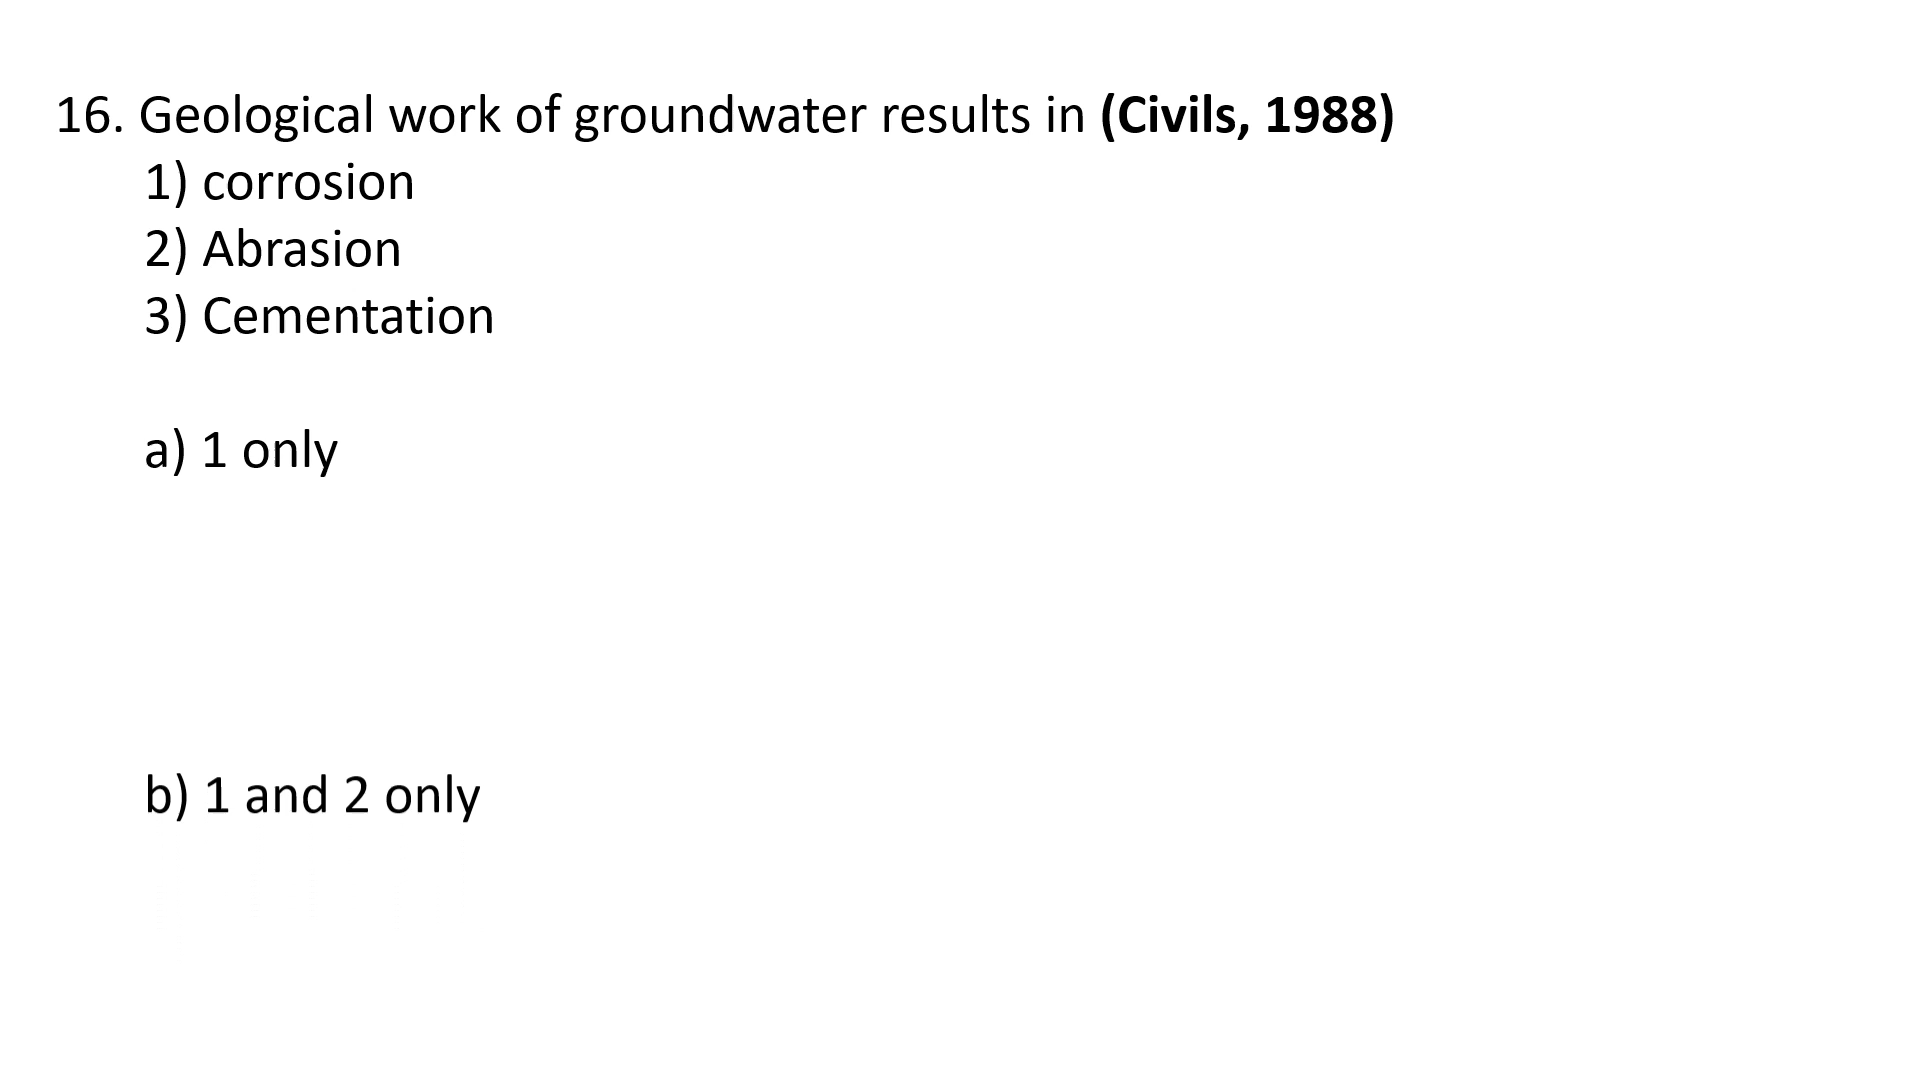 16. Geological work of groundwater results in (Civils, 1988)
1) corrosion
2) Abrasion
3) Cementation
a) 1 only
b) 1 and 2 only